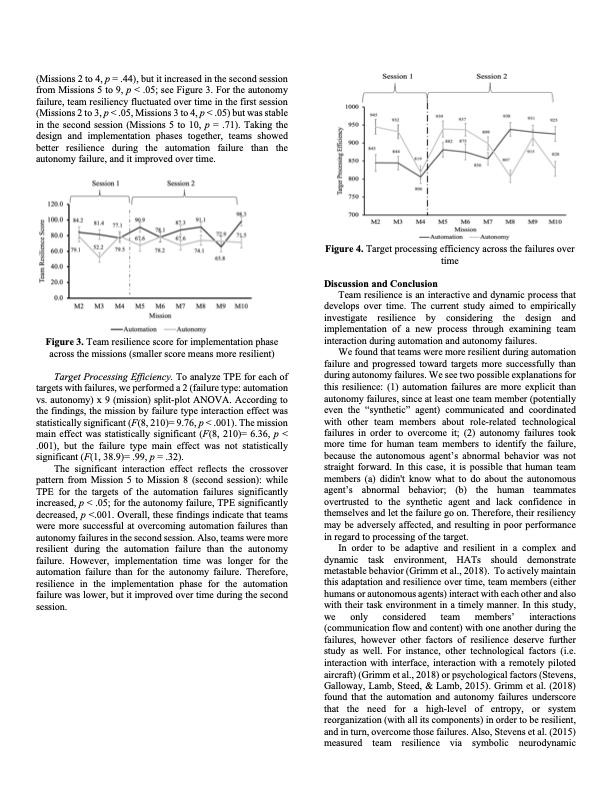 (Missions 2 to 4, p = .44), but it increased in the second session
from Missions 5 to 9, p < .05; see Figure 3. For the autonomy
failure, team resiliency fluctuated over time in the first session
(Missions 2 to 3, p < .05, Missions 3 to 4, p < .05) but was stable
in the second session (Missions 5 to 10, p = .71). Taking the
design and implementation phases together, teams showed
better resilience during the automation failure than the
autonomy failure, and it improved over time.
Session 1 Session 2
Team Resilience Score
120.0
100.0
80.0
60.0
40.0
20.0
0.0
84.2 81.4 77.1 90.9 78.1 87.3 91.1 98.3
79.1 52.2 79.5 67.6 78.2 67.6 74.1 71.5
65.8
M2 M3 M4 M5 M6 M7 M8 M9 M10
Mission
Automation Autonomy
Figure 3. Team resilience score for implementation phase
across the missions (smaller score means more resilient)
Target Processing Efficiency. To analyze TPE for each of
targets with failures, we performed a 2 (failure type: automation
vs. autonomy) x 9 (mission) split-plot ANOVA. According to
the findings, the mission by failure type interaction effect was
statistically significant (F(8, 210)= 9.76, p < .001). The mission
main effect was statistically significant (F(8, 210)= 6.36, p <
.001), but the failure type main effect was not statistically
significant (F(1, 38.9)= .99, p = .32).
The significant interaction effect reflects the crossover
pattern from Mission 5 to Mission 8 (second session): while
TPE for the targets of the automation failures significantly
increased, p < .05; for the autonomy failure, TPE significantly
decreased, p <.001. Overall, these findings indicate that teams
were more successful at overcoming automation failures than
autonomy failures in the second session. Also, teams were more
resilient during the automation failure than the autonomy
failure. However, implementation time was longer for the
automation failure than for the autonomy failure. Therefore,
resilience in the implementation phase for the automation
failure was lower, but it improved over time during the second
session.
Session 1 Session 2
Target Processing Efficiency
1000
950
900
850
800
750
700
M2 M3 M4 M5 M6 M7 M8 M9 M10
Mission
Automation Autonomy
Figure 4. Target processing efficiency across the failures over
time
Discussion and Conclusion
Team resilience is an interactive and dynamic process that
develops over time. The current study aimed to empirically
investigate resilience by considering the design and
implementation of a new process through examining team
interaction during automation and autonomy failures.
We found that teams were more resilient during automation
failure and progressed toward targets more successfully than
during autonomy failures. We see two possible explanations for
this resilience: (1) automation failures are more explicit than
autonomy failures, since at least one team member (potentially
even the “synthetic” agent) communicated and coordinated
with other team members about role-related technological
failures in order to overcome it; (2) autonomy failures took
more time for human team members to identify the failure,
because the autonomous agent’s abnormal behavior was not
straight forward. In this case, it is possible that human team
members (a) didn't know what to do about the autonomous
agent’s abnormal behavior; (b) the human teammates
overtrusted to the synthetic agent and lack confidence in
themselves and let the failure go on. Therefore, their resiliency
may be adversely affected, and resulting in poor performance
in regard to processing of the target.
In order to be adaptive and resilient in a complex and
dynamic task environment, HATs should demonstrate
metastable behavior (Grimm et al., 2018). To actively maintain
this adaptation and resilience over time, team members (either
humans or autonomous agents) interact with each other and also
with their task environment in a timely manner. In this study,
we only considered team members’ interactions
(communication flow and content) with one another during the
failures, however other factors of resilience deserve further
study as well. For instance, other technological factors (i.e.
interaction with interface, interaction with a remotely piloted
aircraft) (Grimm et al., 2018) or psychological factors (Stevens,
Galloway, Lamb, Steed, & Lamb, 2015). Grimm et al. (2018)
found that the automation and autonomy failures underscore
that the need for a high-level of entropy, or system
reorganization (with all its components) in order to be resilient,
and in turn, overcome those failures. Also, Stevens et al. (2015)
measured team resilience via symbolic neurodynamic